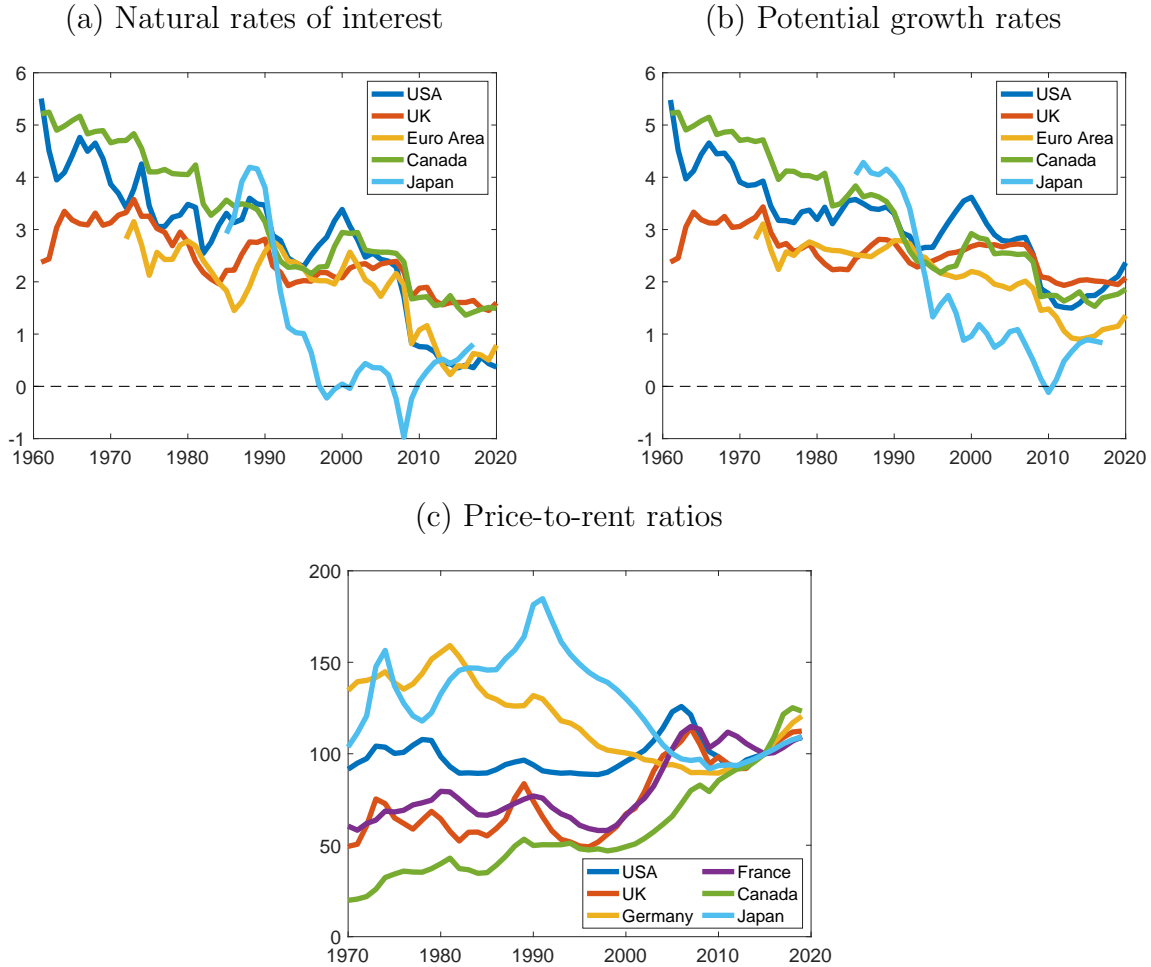 (a) Natural rates of interest
6
5
4
3
2
1
0
-1
1960 1970 1980 1990 2000 2010 2020
USA
UK
Euro Area
Canada
Japan
(b) Potential growth rates
6
5
4
3
2
1
0
-1
1960 1970 1980 1990 2000 2010 2020
USA
UK
Euro Area
Canada
Japan
(c) Price-to-rent ratios
200
150
100
50
0
1970 1980 1990 2000 2010 2020
USA France
UK Canada
Germany Japan